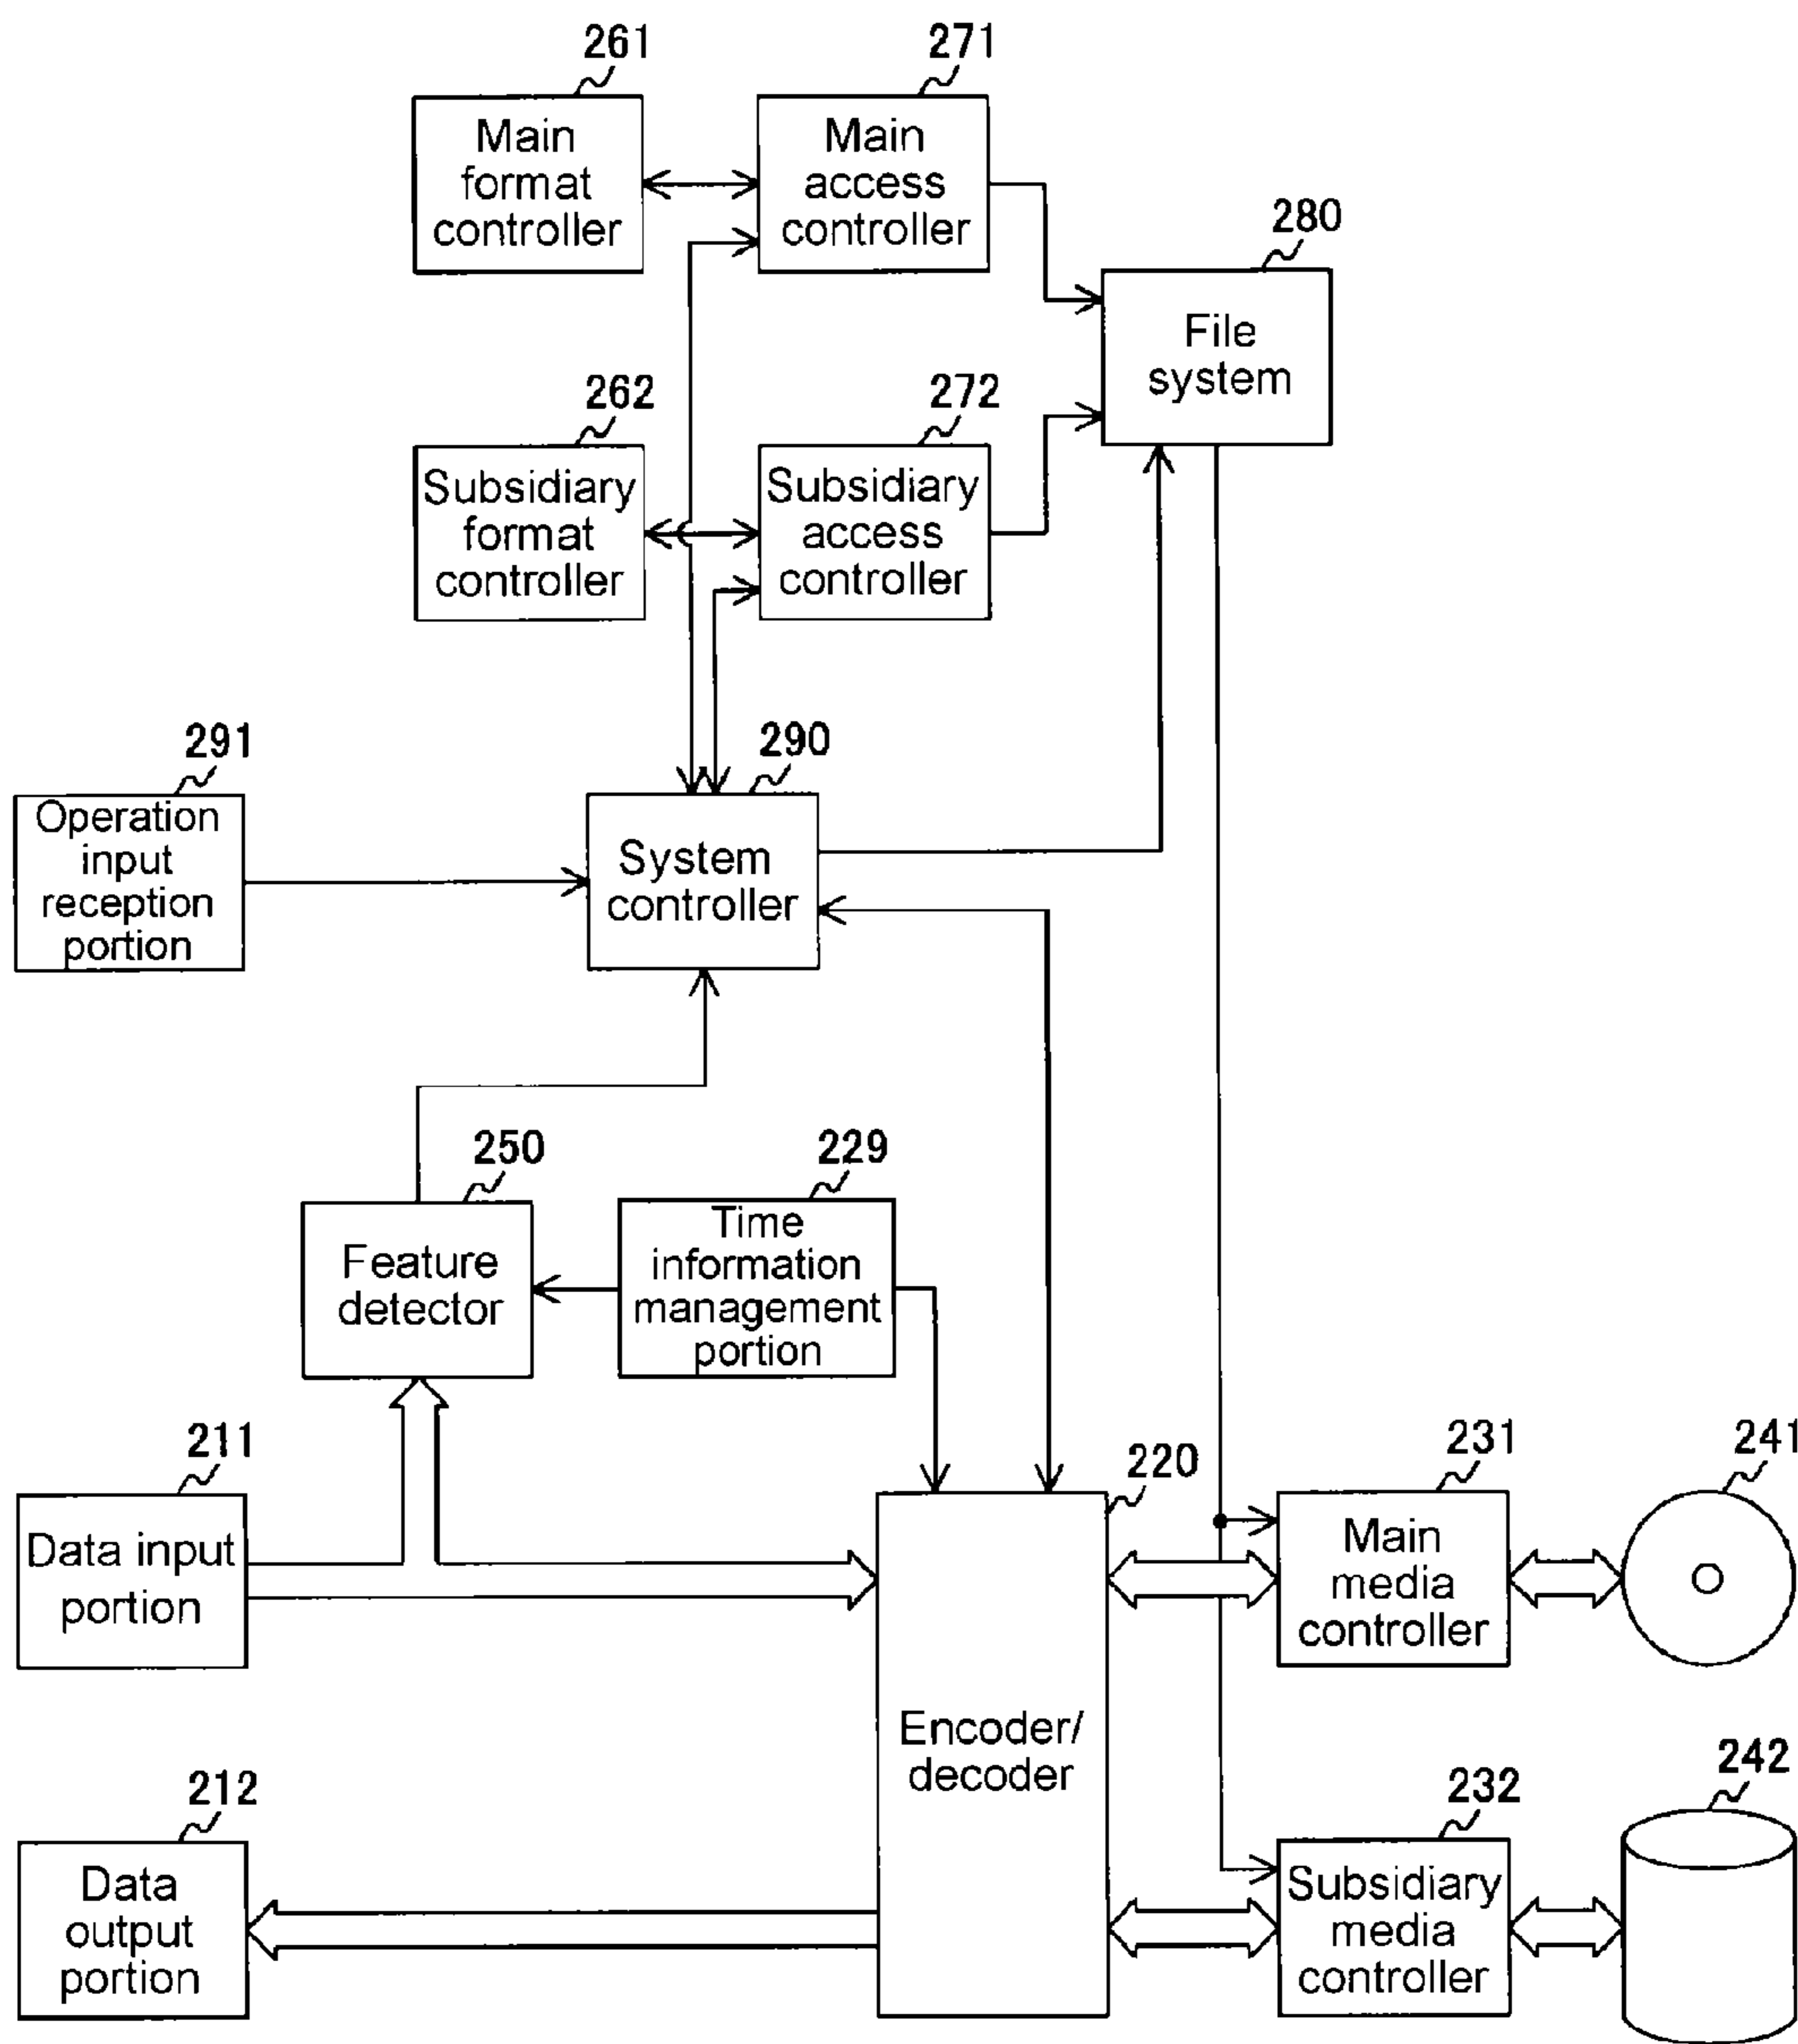 261
271
Main
format
controller
Main
access
controller
280
File
system
262
272
Subsidiary
format
controller
Subsidiary
access
controller
291
290
Operation
input
reception
portion
System
controller
250
229
Feature
detector
Time
information
management
portion
211
220
231
241
Data input
portion
Main
media
controller
Encoder/
decoder
212
232
242
Data
output
portion
Subsidiary
media
controller